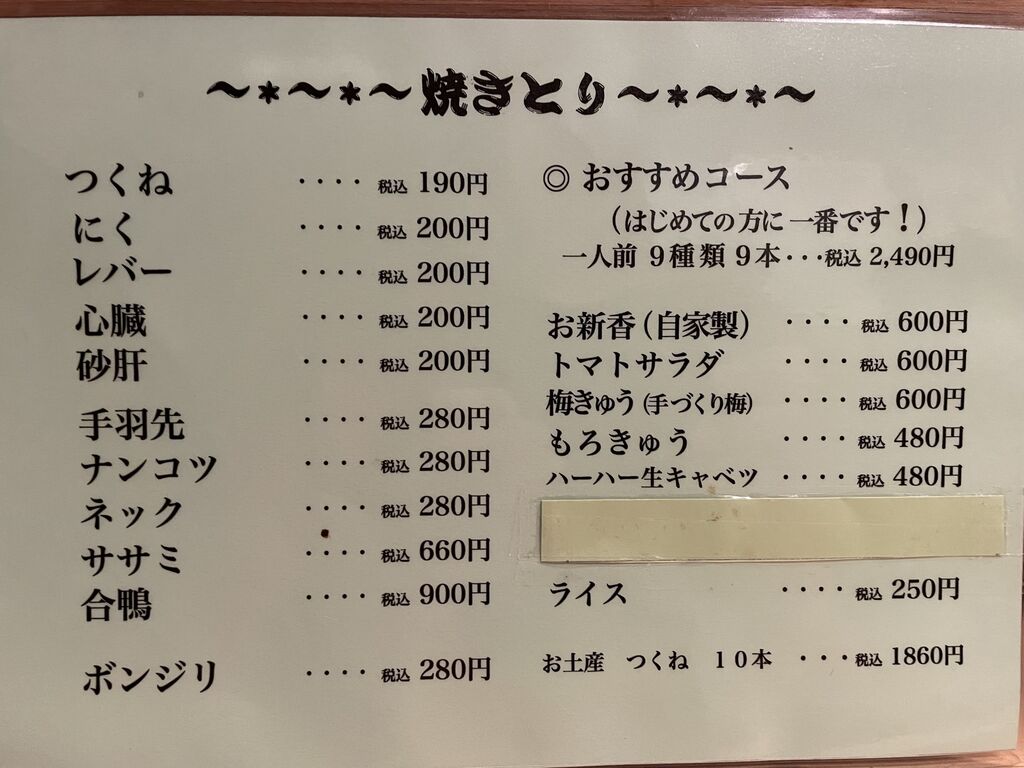 〜*〜*〜焼きとり〜*〜*〜
つくね ・・・・ 税込 190円
にく ・・・・ 税込 200円
レバー ・・・・ 税込 200円
心臓 ・・・・ 税込 200円
砂肝 ・・・・ 税込 200円
手羽先 ・・・・ 税込 280円
ナンコツ ・・・・ 税込 280円
ネック ・・・・ 税込 280円
ササミ ・・・・ 税込 660円
合鴨 ・・・・ 税込 900円
ボンジリ ・・・・ 税込 280円
◎ おすすめコース
（はじめての方に一番です！）
一人前 9種類 9本・・・税込 2,490円
お新香（自家製） ・・・・ 税込 600円
トマトサラダ ・・・・ 税込 600円
梅きゅう（手づくり梅） ・・・・ 税込 600円
もろきゅう ・・・・ 税込 480円
ハーハー生キャベツ ・・・・ 税込 480円
ライス ・・・・ 税込 250円
お土産 つくね 10本 ・・・税込 1860円